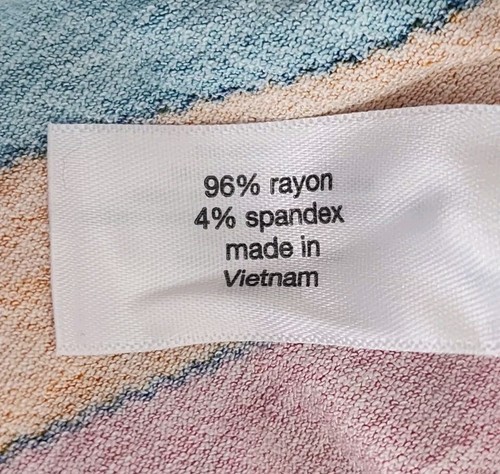 96% rayon
4% spandex
made in
Vietnam